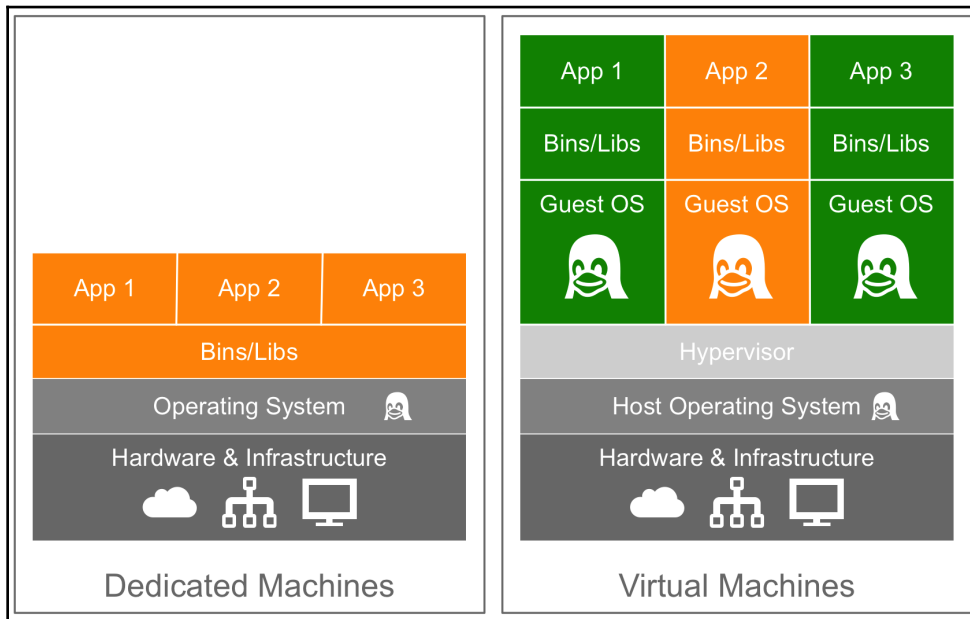 App 1
App 2
App 3
Bins/Libs
Operating System
Hardware & Infrastructure
Dedicated Machines
App 1
App 2
App 3
Bins/Libs
Bins/Libs
Bins/Libs
Guest OS
Guest OS
Guest OS
Hypervisor
Host Operating System
Hardware & Infrastructure
Virtual Machines